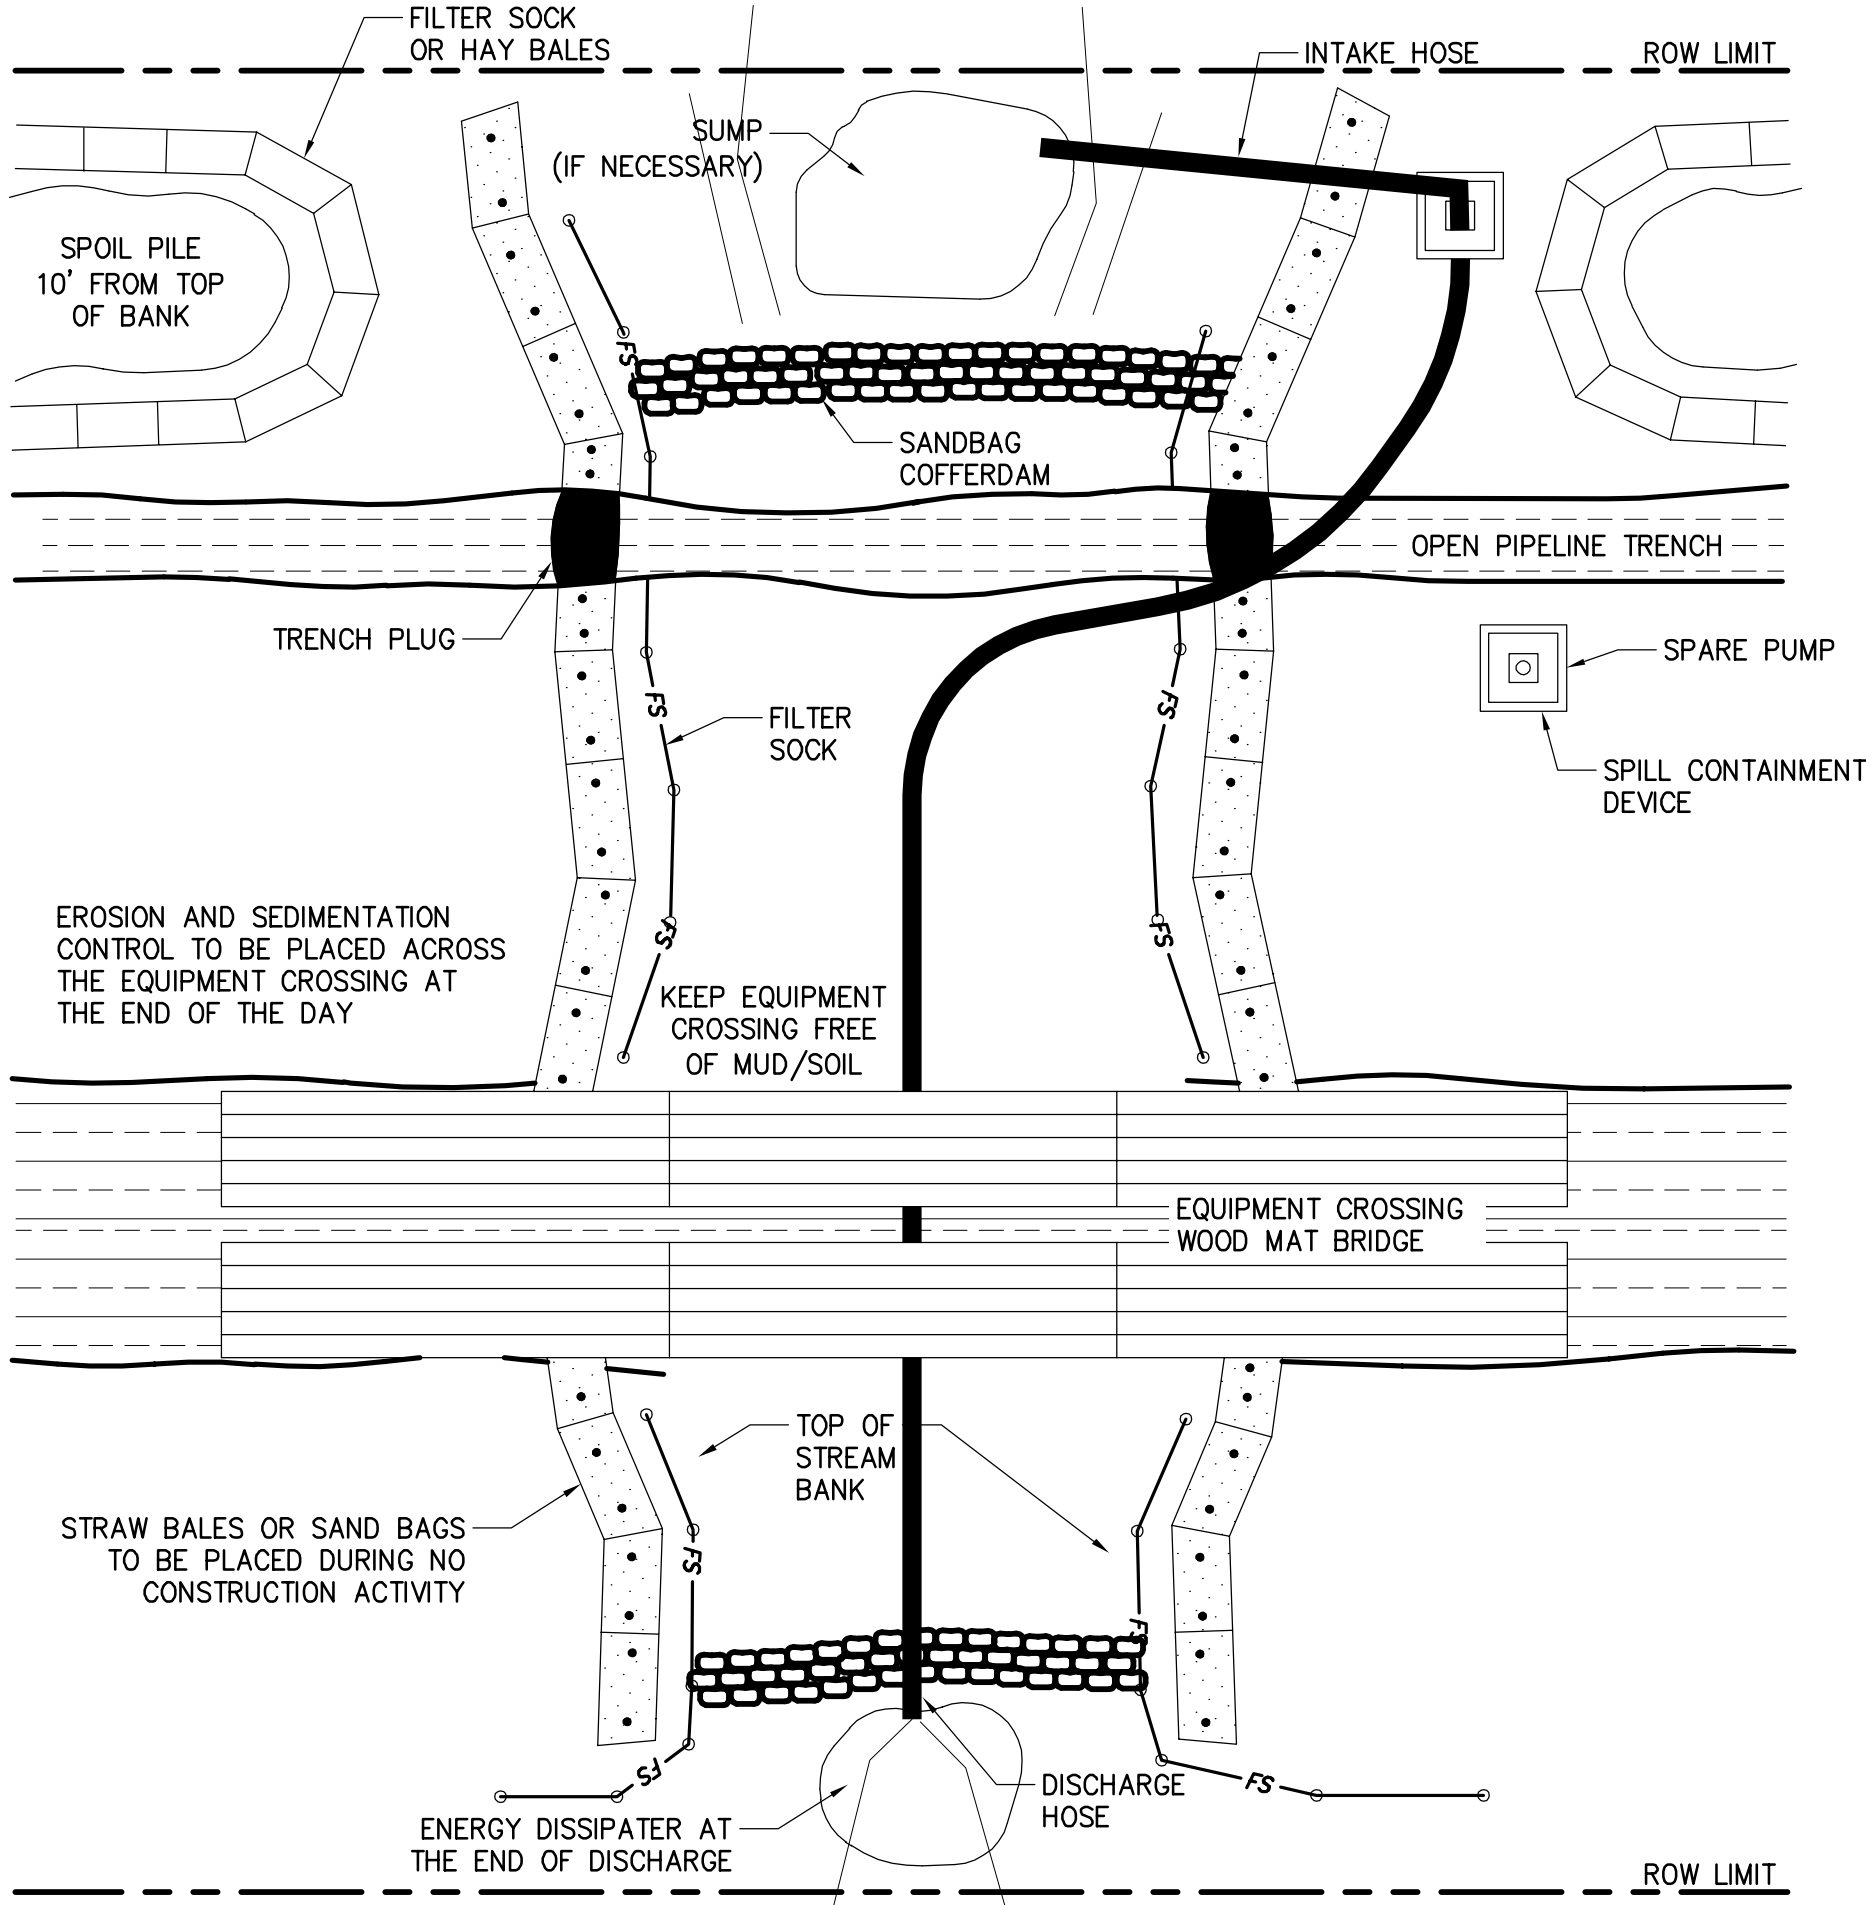 FILTER SOCK
OR HAY BALES
INTAKE HOSE
ROW LIMIT
SUMP
(IF NECESSARY)
SPOIL PILE
10' FROM TOP
OF BANK
FS
SANDBAG
COFFERDAM
OPEN PIPELINE TRENCH
TRENCH PLUG
SPARE PUMP
FS
FS
FILTER
SOCK
SPILL CONTAINMENT
DEVICE
EROSION AND SEDIMENTATION
CONTROL TO BE PLACED ACROSS
THE EQUIPMENT CROSSING AT
THE END OF THE DAY
FS
FS
KEEP EQUIPMENT
CROSSING FREE
OF MUD/SOIL
EQUIPMENT CROSSING
WOOD MAT BRIDGE
TOP OF
STREAM
BANK
STRAW BALES OR SAND BAGS
TO BE PLACED DURING NO
CONSTRUCTION ACTIVITY
FS
FS
FS
FS
DISCHARGE
HOSE
ENERGY DISSIPATER AT
THE END OF DISCHARGE
ROW LIMIT